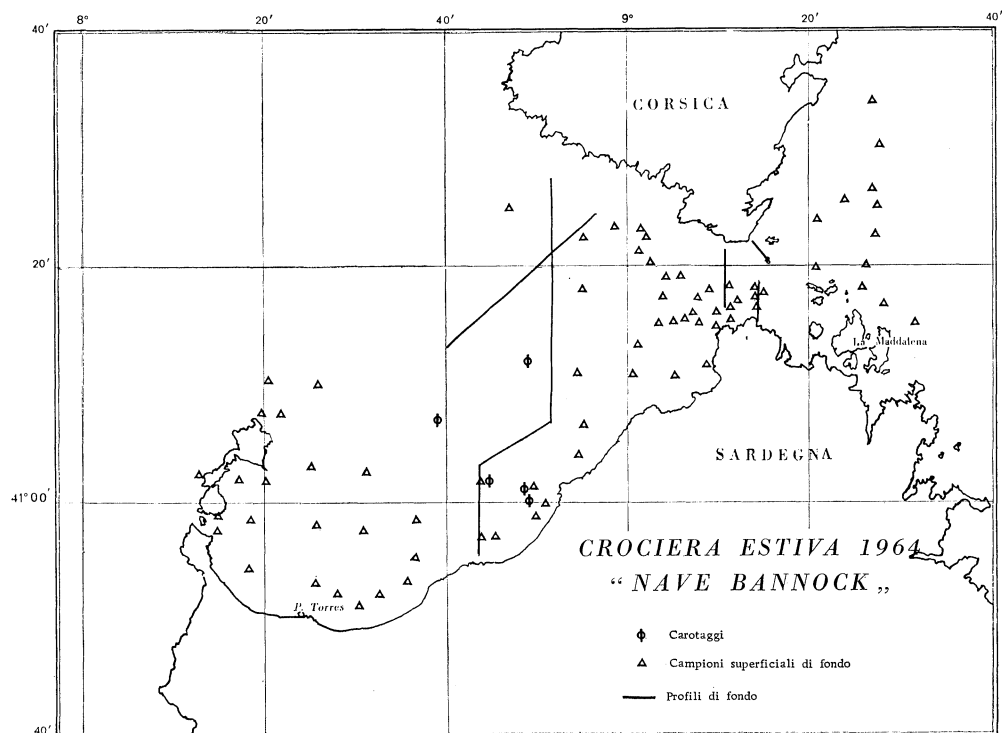 8° 20′ 40′ 9° 20′ 40′
40′
CORSICA
20′
La Maddalena
SARDEGNA
41°00′
CROCIERA ESTIVA 1964
“ NAVE BANNOCK „
P. Torres
Carotaggi
Campioni superficiali di fondo
Profili di fondo
40′